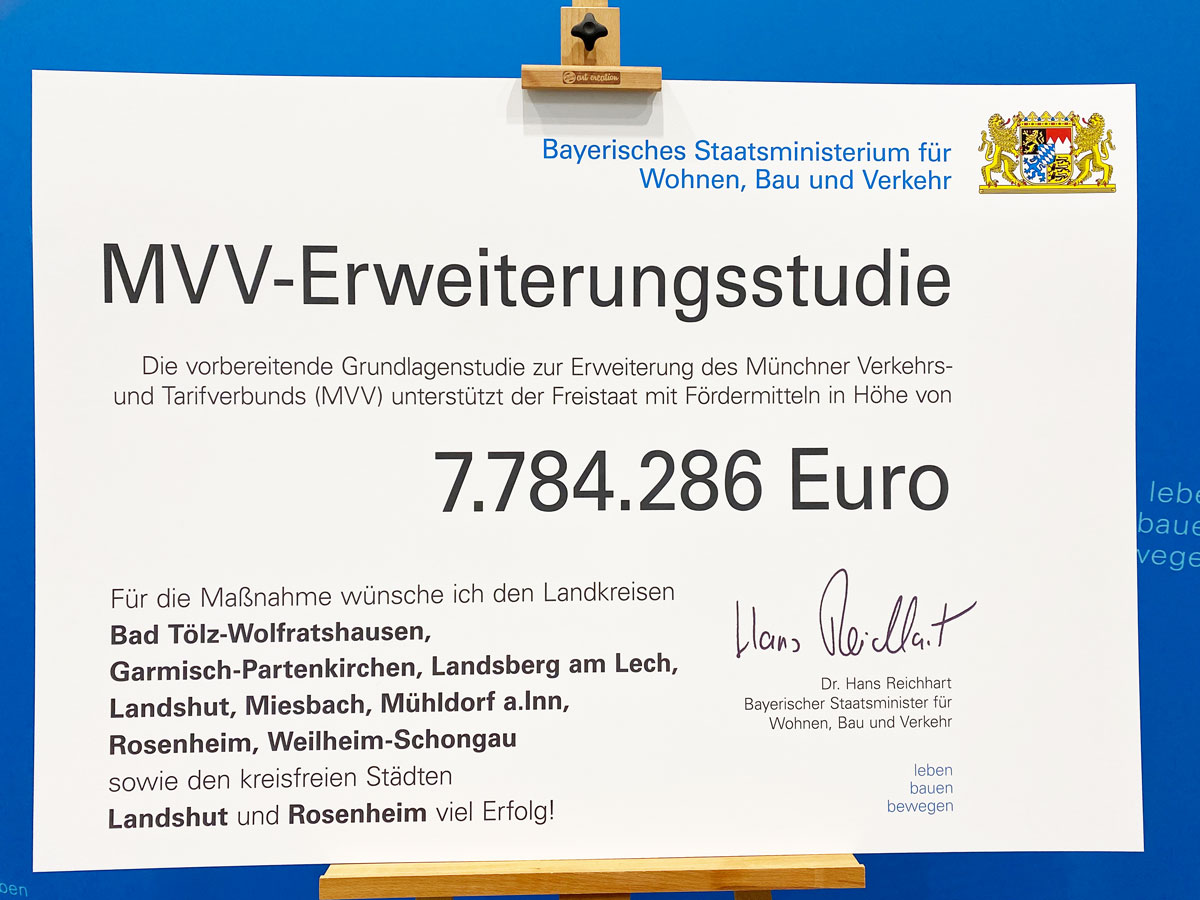 art creation
Bayerisches Staatsministerium für
Wohnen, Bau und Verkehr
MVV-Erweiterungsstudie
Die vorbereitende Grundlagenstudie zur Erweiterung des Münchner Verkehrs-
und Tarifverbunds (MVV) unterstützt der Freistaat mit Fördermitteln in Höhe von
7.784.286 Euro
Für die Maßnahme wünsche ich den Landkreisen
Bad Tölz-Wolfratshausen,
Garmisch-Partenkirchen, Landsberg am Lech,
Landshut, Miesbach, Mühldorf a.Inn,
Rosenheim, Weilheim-Schongau
sowie den kreisfreien Städten
Landshut und Rosenheim viel Erfolg!
Hans Reichhart
Dr. Hans Reichhart
Bayerischer Staatsminister für
Wohnen, Bau und Verkehr
leben
bauen
bewegen